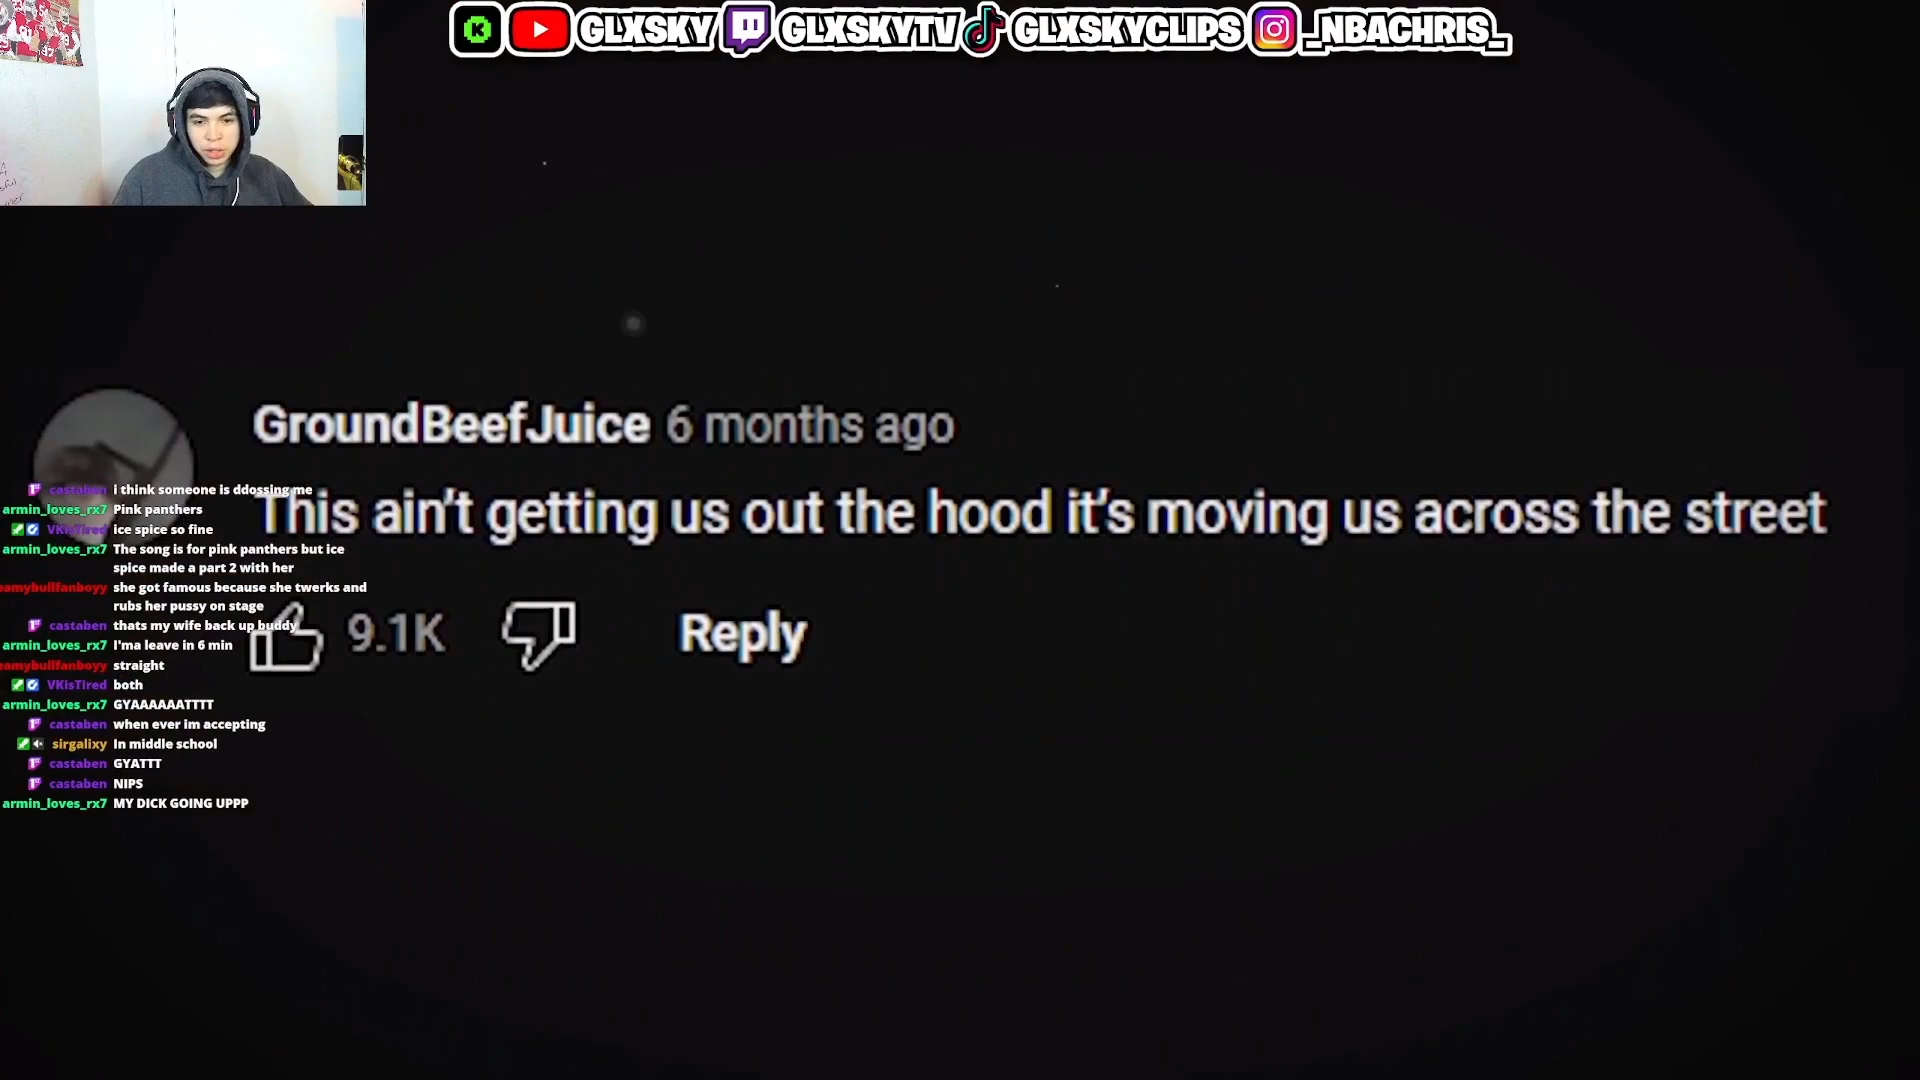 GLXSKY GLXSKYTV GLXSKYCLIPS _NBACHRIS_
GroundBeefJuice 6 months ago
This ain't getting us out the hood it's moving us across the street
9.1K Reply
castaben i think someone is ddossing me
armin_loves_rx7 Pink panthers
VKisTired ice spice so fine
armin_loves_rx7 The song is for pink panthers but ice
spice made a part 2 with her
eamybullfanboyy she got famous because she twerks and
rubs her pussy on stage
castaben thats my wife back up buddy
armin_loves_rx7 I'ma leave in 6 min
eamybullfanboyy straight
VKisTired both
armin_loves_rx7 GYAAAAAATTTT
castaben when ever im accepting
sirgalixy In middle school
castaben GYATTT
castaben NIPS
armin_loves_rx7 MY DICK GOING UPPP